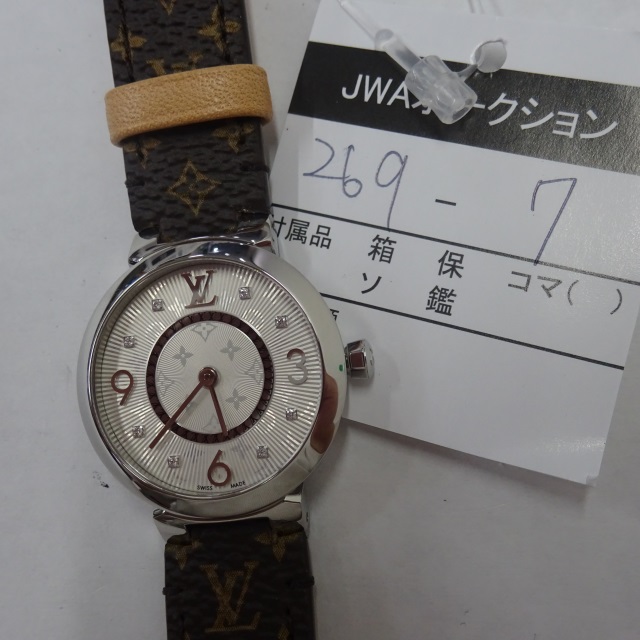 JWAオークション
269 - 7
付属品 箱 保
ソ 鑑 コマ( )
LV
9
3
6
SWISS MADE
LV